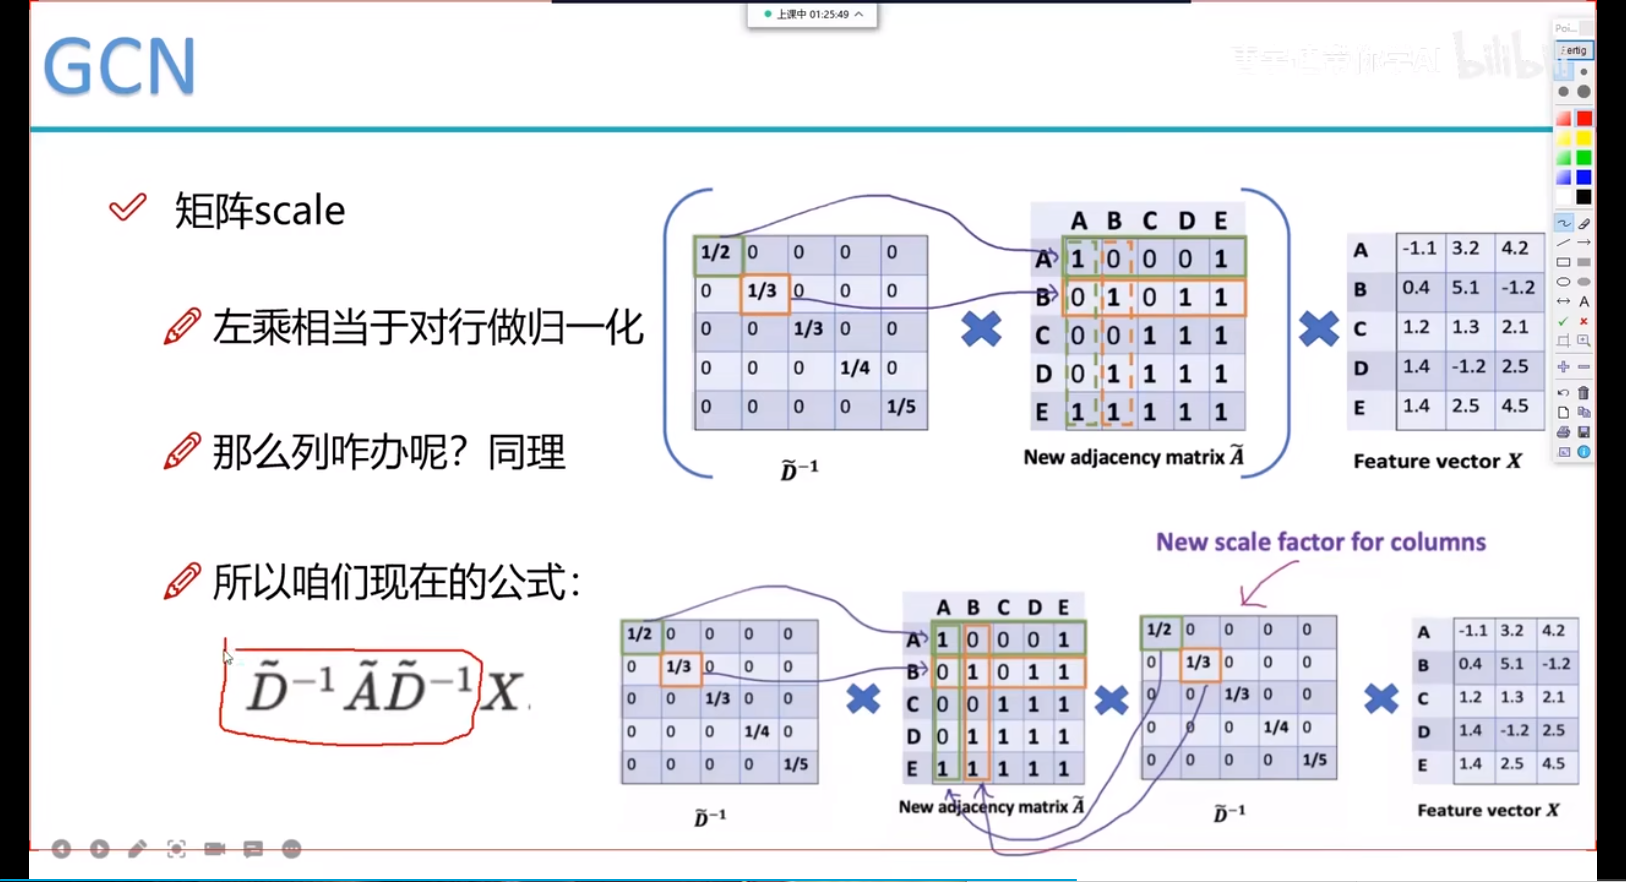 上课中 01:25:49
GCN
bilibili
Poi...
Fertig
矩阵scale
左乘相当于对行做归一化
那么列咋办呢？同理
所以咱们现在的公式：
D̃⁻¹ÃD̃⁻¹X.
1/2 0 0 0 0
0 1/3 0 0 0
0 0 1/3 0 0
0 0 0 1/4 0
0 0 0 0 1/5
D̃⁻¹
A B C D E
A 1 0 0 0 1
B 0 1 0 1 1
C 0 0 1 1 1
D 0 1 1 1 1
E 1 1 1 1 1
New adjacency matrix Ã
A -1.1 3.2 4.2
B 0.4 5.1 -1.2
C 1.2 1.3 2.1
D 1.4 -1.2 2.5
E 1.4 2.5 4.5
Feature vector X
New scale factor for columns
1/2 0 0 0 0
0 1/3 0 0 0
0 0 1/3 0 0
0 0 0 1/4 0
0 0 0 0 1/5
D̃⁻¹
A B C D E
A 1 0 0 0 1
B 0 1 0 1 1
C 0 0 1 1 1
D 0 1 1 1 1
E 1 1 1 1 1
New adjacency matrix Ã
1/2 0 0 0 0
0 1/3 0 0 0
0 0 1/3 0 0
0 0 0 1/4 0
0 0 0 0 1/5
D̃⁻¹
A -1.1 3.2 4.2
B 0.4 5.1 -1.2
C 1.2 1.3 2.1
D 1.4 -1.2 2.5
E 1.4 2.5 4.5
Feature vector X